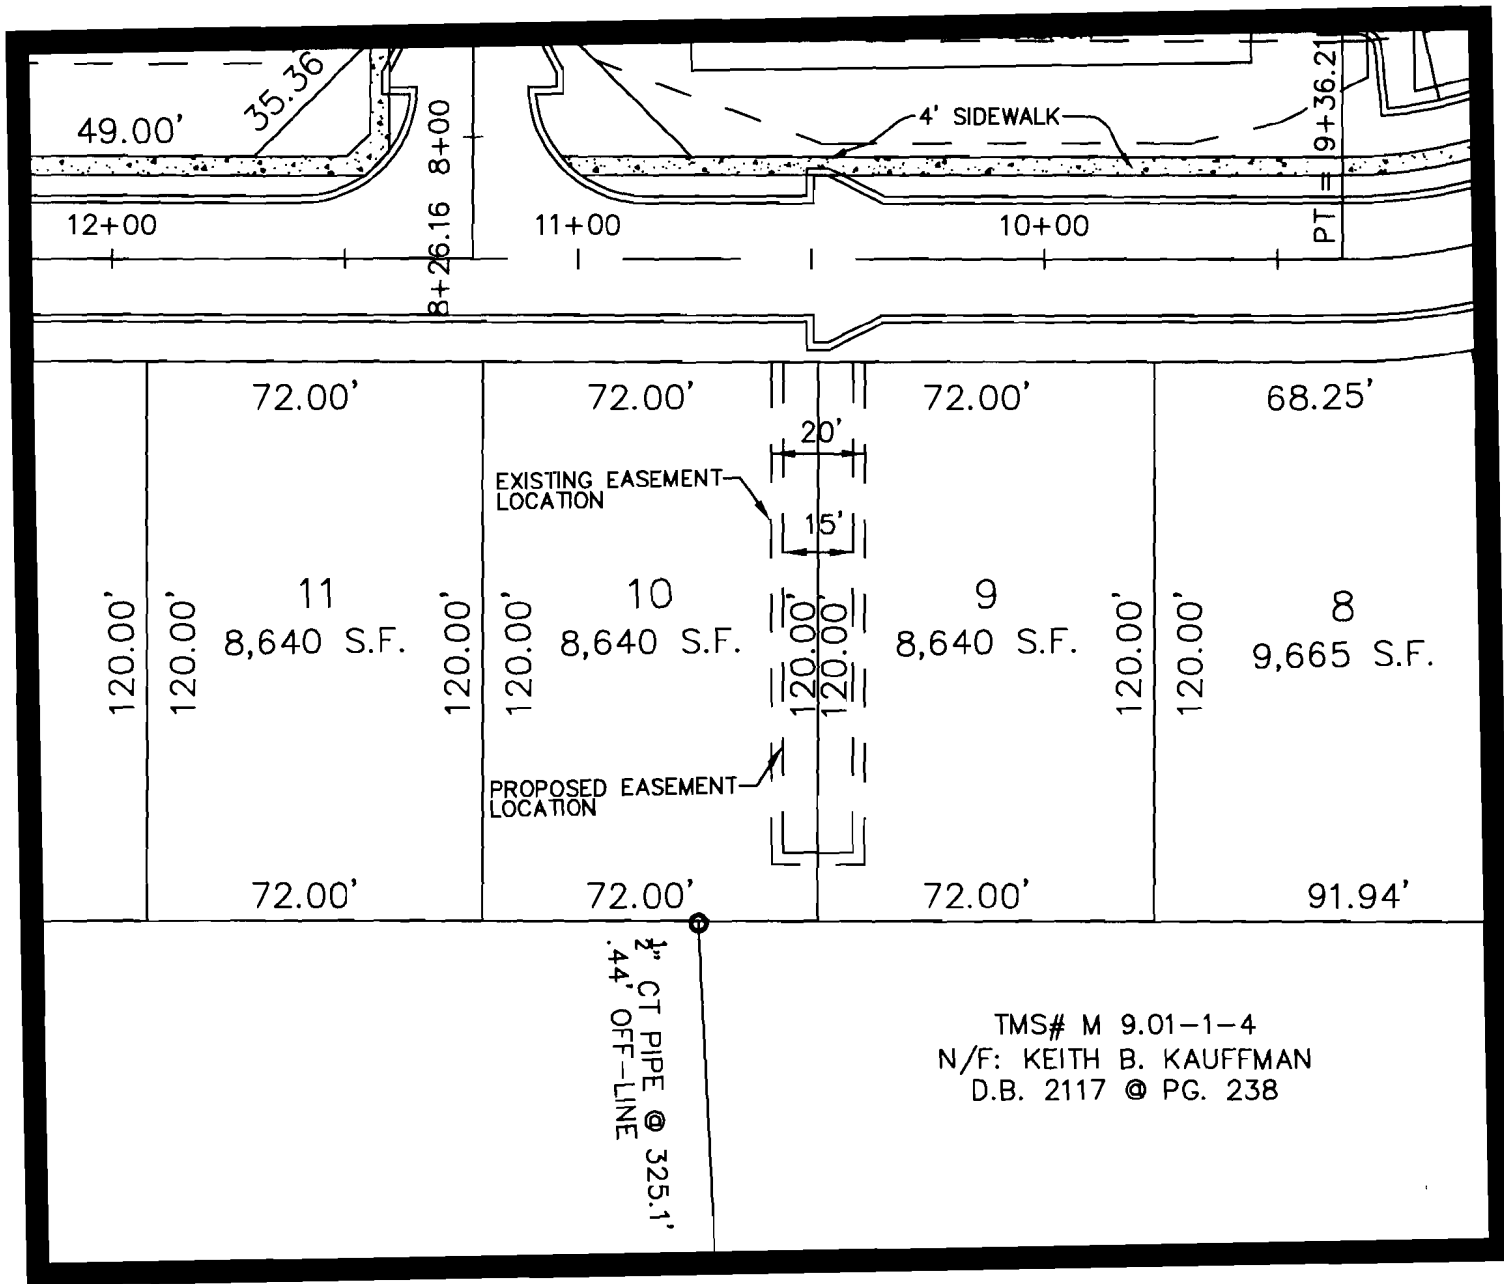 35.36
49.00'
4' SIDEWALK
8+00
PT = 9+36.21
12+00
8+26.16
11+00
10+00
72.00'
72.00'
72.00'
68.25'
20'
EXISTING EASEMENT
LOCATION
15'
11
8,640 S.F.
10
8,640 S.F.
9
8,640 S.F.
8
9,665 S.F.
120.00'
120.00'
120.00'
120.00'
120.00'
120.00'
120.00'
120.00'
PROPOSED EASEMENT
LOCATION
72.00'
72.00'
72.00'
91.94'
½" CT PIPE @ 325.1'
.44' OFF-LINE
TMS# M 9.01-1-4
N/F: KEITH B. KAUFFMAN
D.B. 2117 @ PG. 238